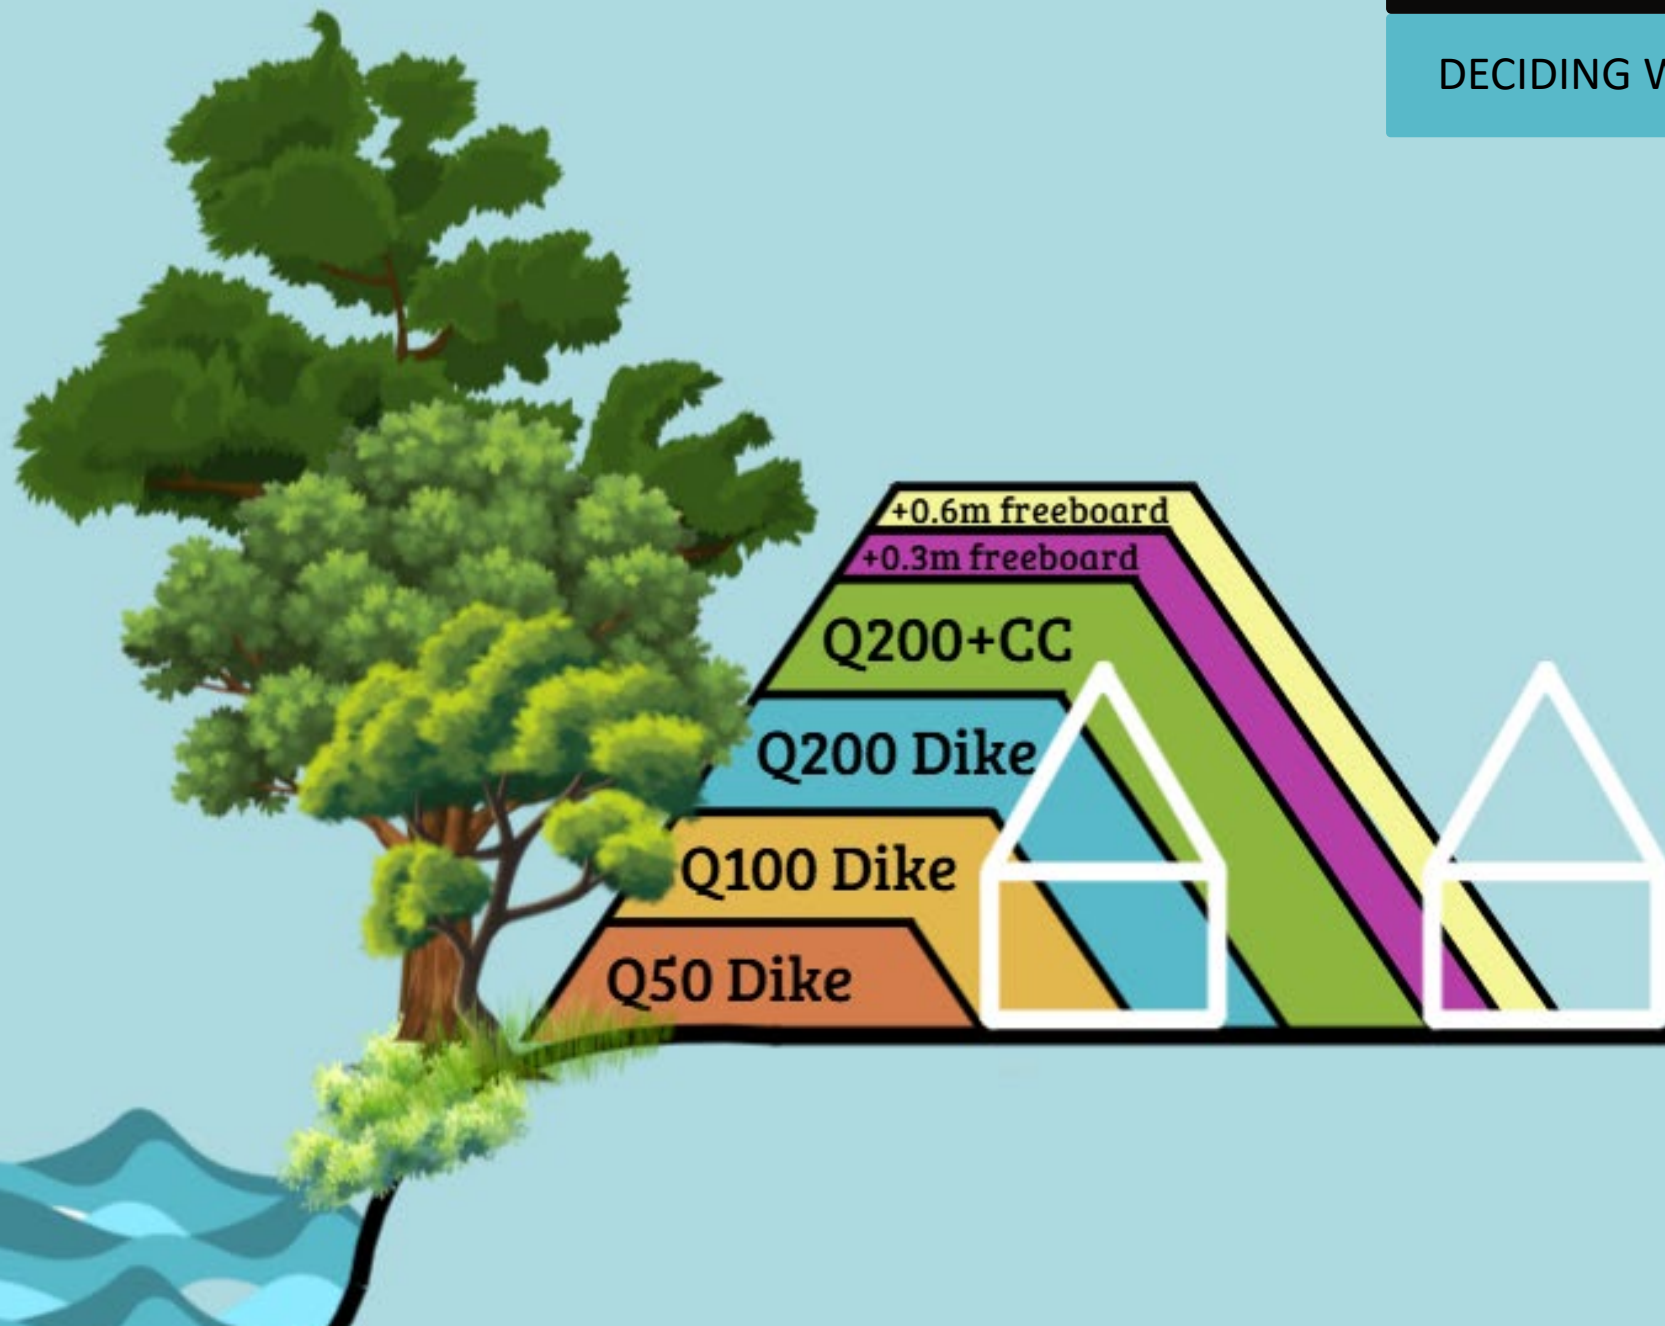 DECIDING
+0.6m freeboard
+0.3m freeboard
Q200+CC
Q200 Dike
Q100 Dike
Q50 Dike